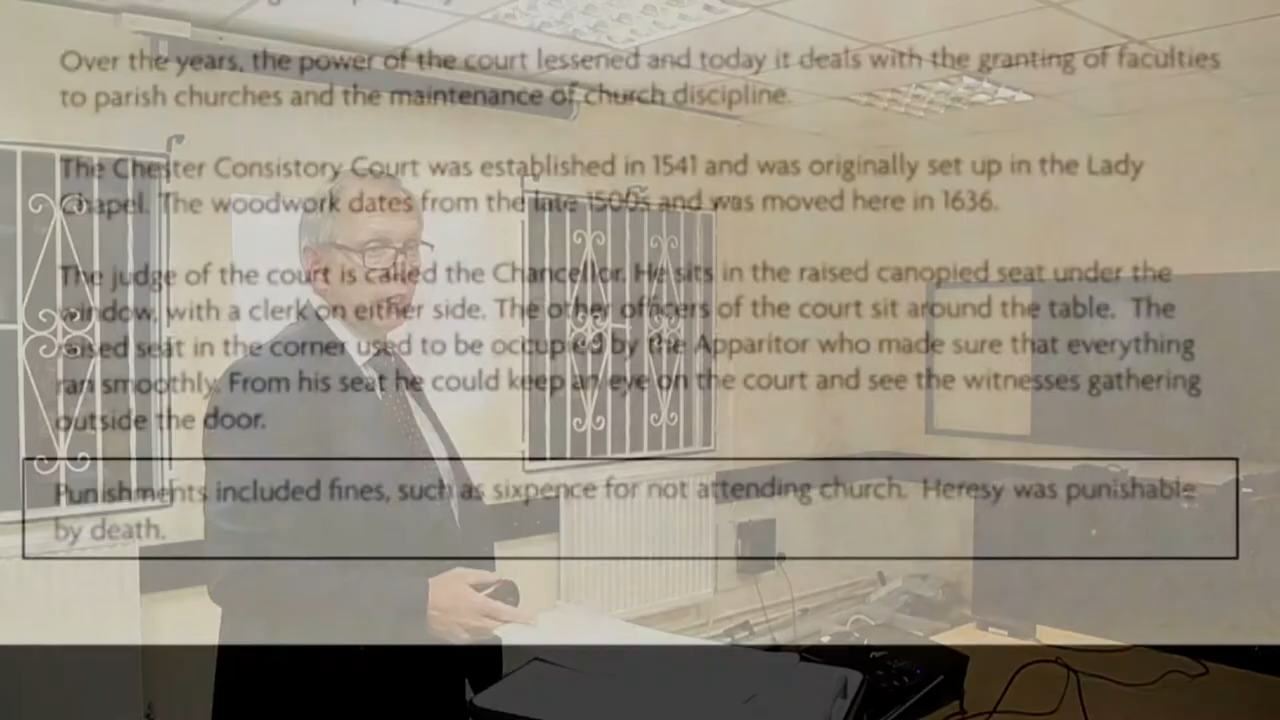 Over the years, the power of the court lessened and today it deals with the granting of faculties
to parish churches and the maintenance of church discipline.
The Chester Consistory Court was established in 1541 and was originally set up in the Lady
Chapel. The woodwork dates from the late 1500s and was moved here in 1636.
The judge of the court is called the Chancellor. He sits in the raised canopied seat under the
window, with a clerk on either side. The other officers of the court sit around the table. The
raised seat in the corner used to be occupied by the Apparitor who made sure that everything
ran smoothly. From his seat he could keep an eye on the court and see the witnesses gathering
outside the door.
Punishments included fines, such as sixpence for not attending church. Heresy was punishable
by death.